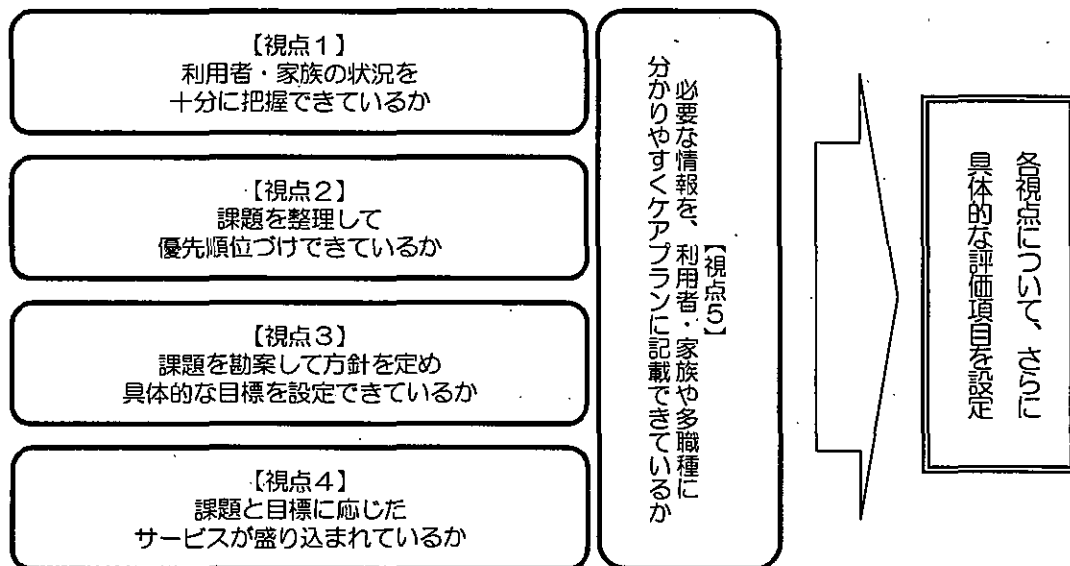 【視点1】
利用者・家族の状況を
十分に把握できているか
【視点2】
課題を整理して
優先順位づけできているか
【視点3】
課題を勘案して方針を定め
具体的な目標を設定できているか
【視点4】
課題と目標に応じた
サービスが盛り込まれているか
【視点5】
必要な情報を、利用者・家族や多職種に
分かりやすくケアプランに記載できているか
各視点について、さらに
具体的な評価項目を設定